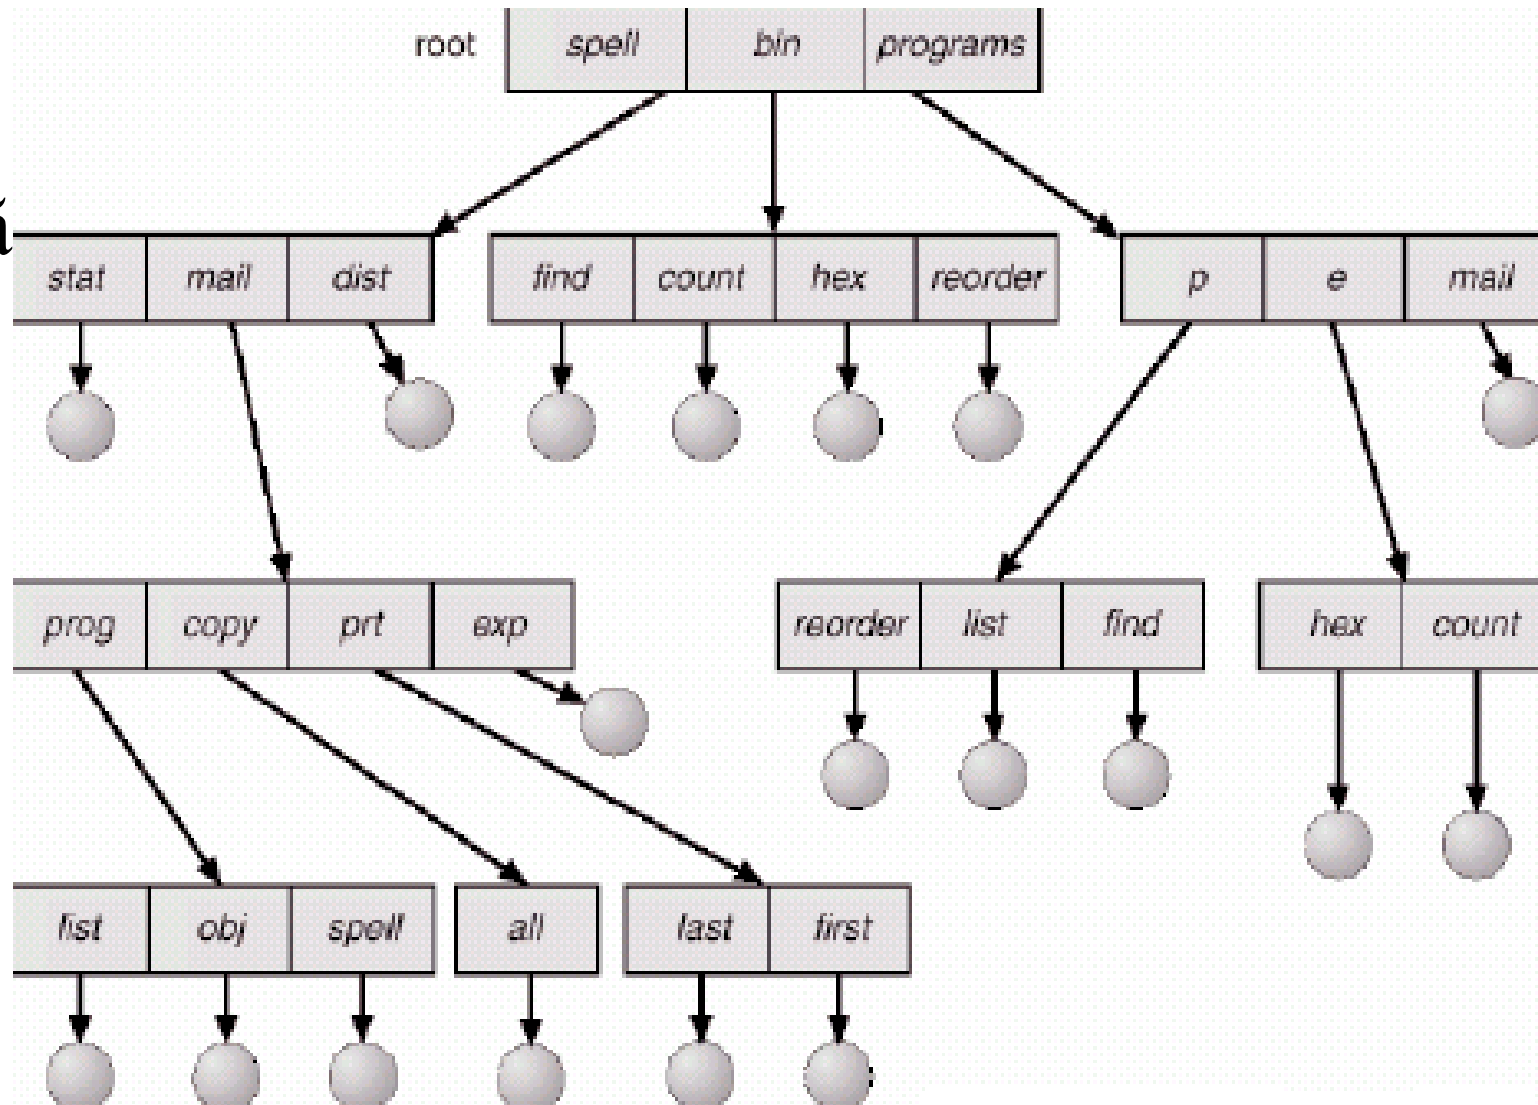 root spell bin programs
ă
stat mail dist find count hex reorder p e mail
prog copy prt exp reorder list find hex count
list obj spell all last first